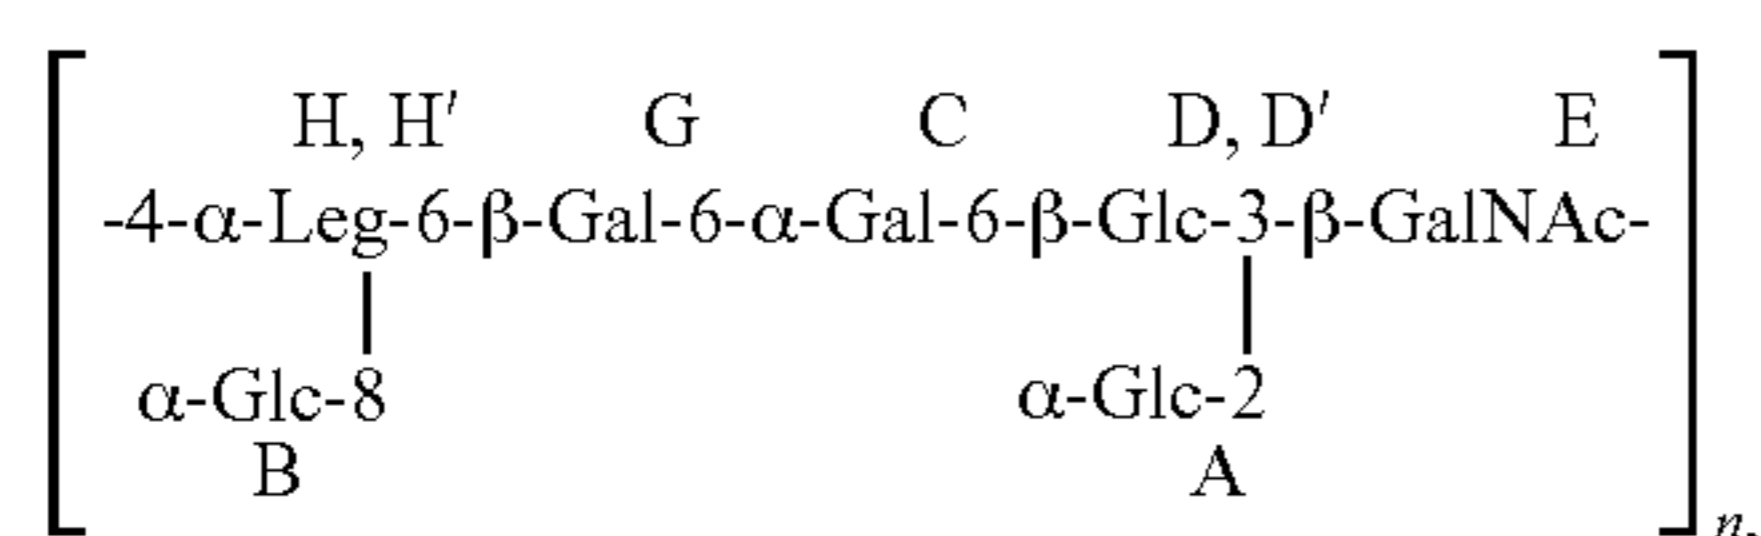 H, H′ G C D, D′ E
-4-α-Leg-6-β-Gal-6-α-Gal-6-β-Glc-3-β-GalNAc-
α-Glc-8 α-Glc-2
B A
n.